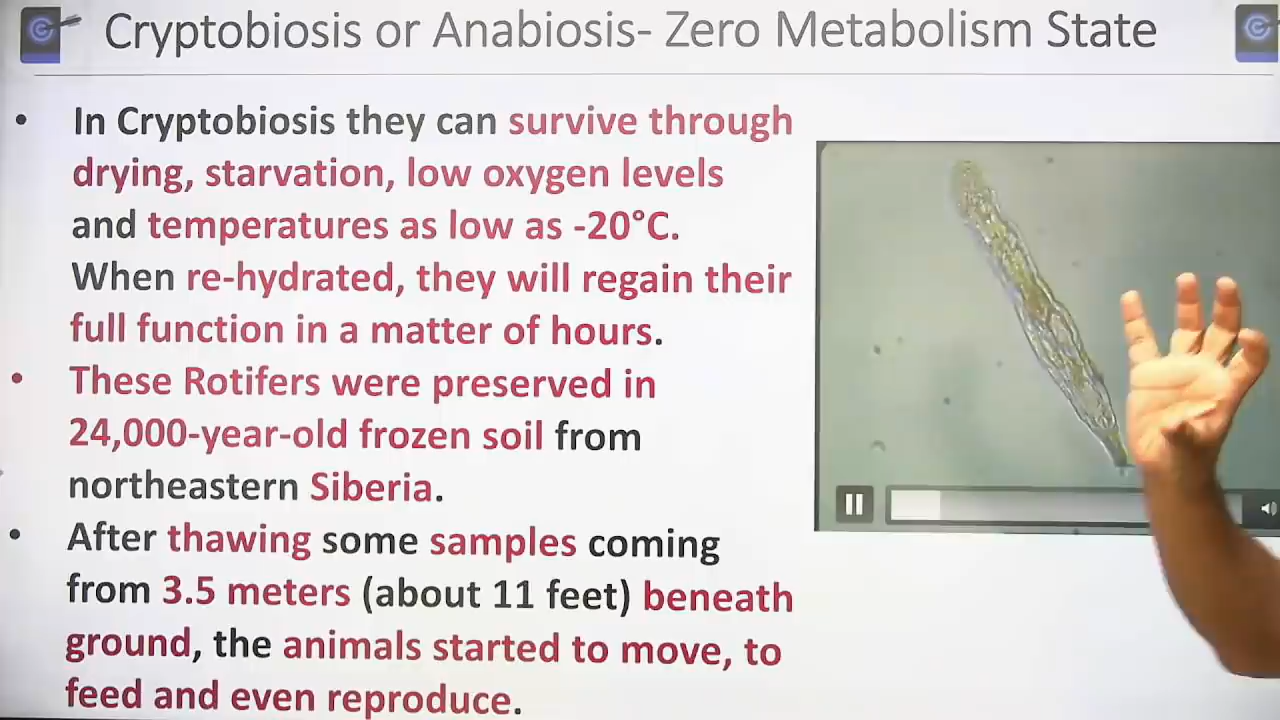 Cryptobiosis or Anabiosis- Zero Metabolism State
• In Cryptobiosis they can survive through
drying, starvation, low oxygen levels
and temperatures as low as -20°C.
When re-hydrated, they will regain their
full function in a matter of hours.
• These Rotifers were preserved in
24,000-year-old frozen soil from
northeastern Siberia.
• After thawing some samples coming
from 3.5 meters (about 11 feet) beneath
ground, the animals started to move, to
feed and even reproduce.